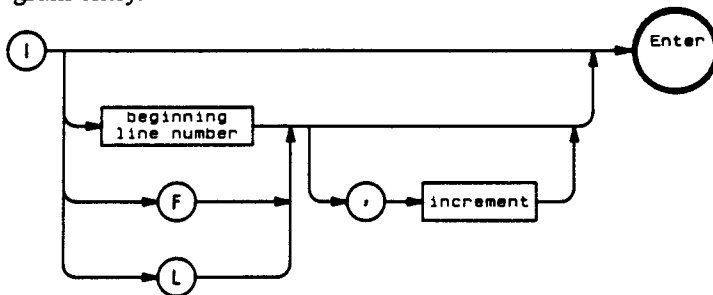 I
Enter
beginning
line number
F
,
increment
L